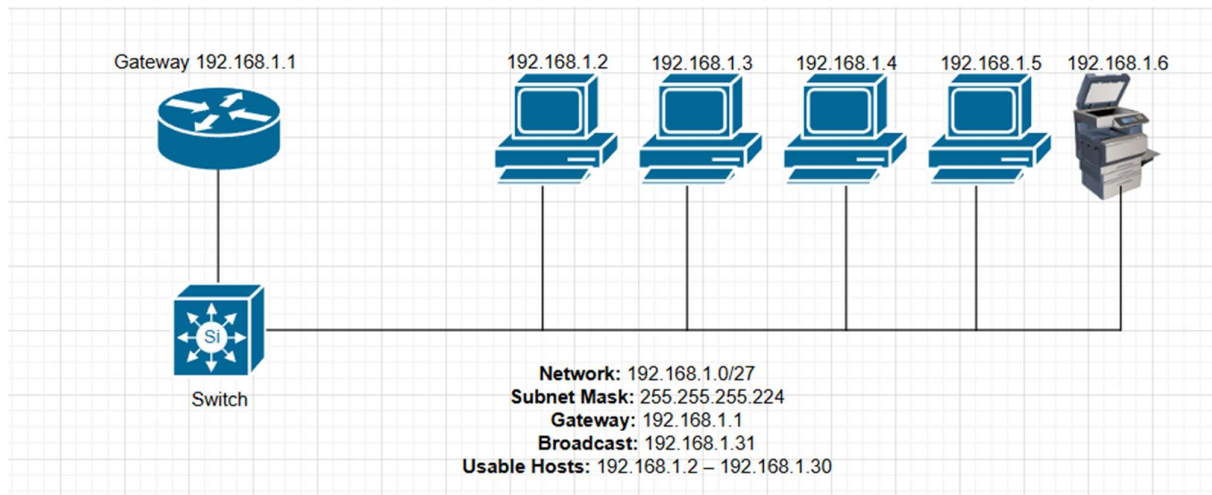 Gateway 192.168.1.1
192.168.1.2
192.168.1.3
192.168.1.4
192.168.1.5
192.168.1.6
Si
Switch
Network: 192.168.1.0/27
Subnet Mask: 255.255.255.224
Gateway: 192.168.1.1
Broadcast: 192.168.1.31
Usable Hosts: 192.168.1.2 – 192.168.1.30